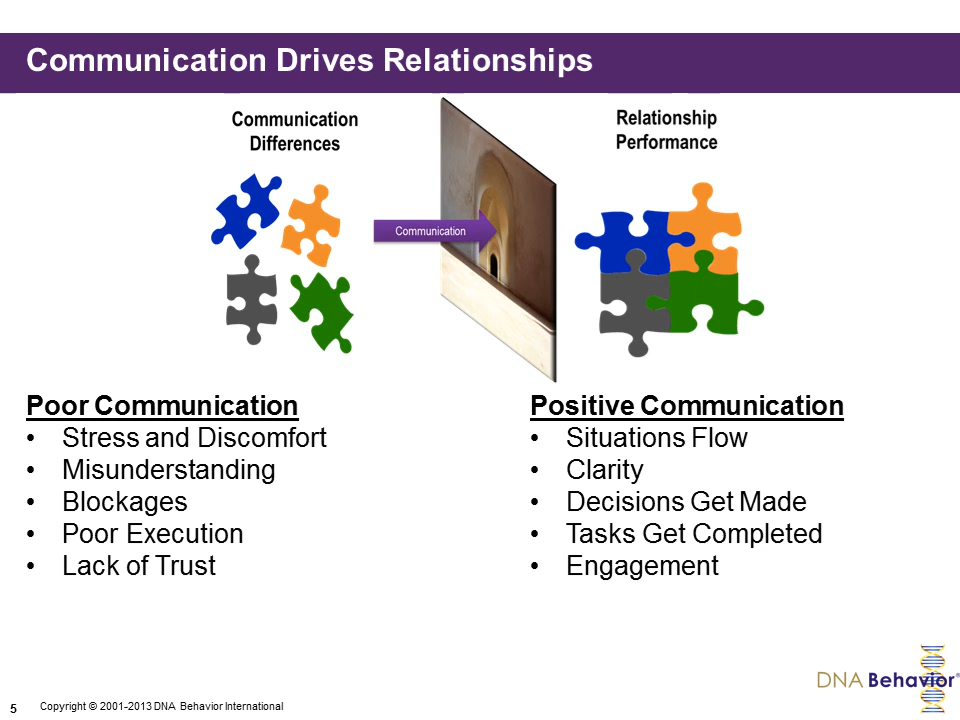 Communication Drives Relationships
Communication
Differences
Relationship
Performance
Communication
Poor Communication
• Stress and Discomfort
• Misunderstanding
• Blockages
• Poor Execution
• Lack of Trust
Positive Communication
• Situations Flow
• Clarity
• Decisions Get Made
• Tasks Get Completed
• Engagement
DNA Behavior®
5
Copyright © 2001-2013 DNA Behavior International